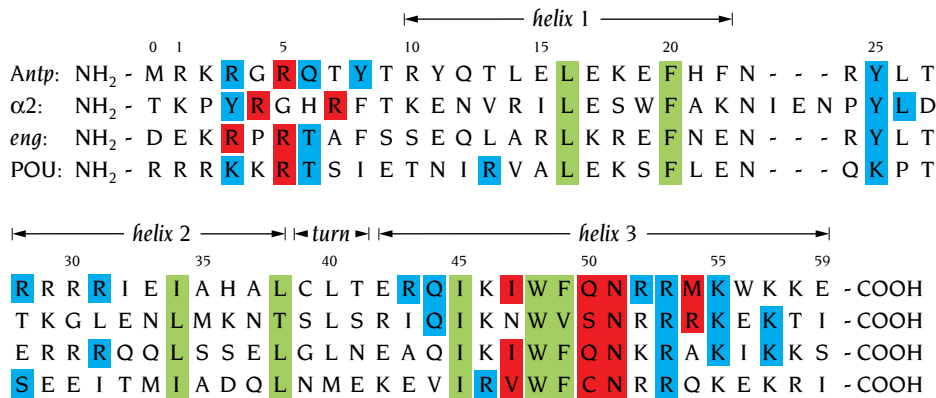 helix 1
0 1 5 10 15 20 25
Antp: NH2 - M R K R G R Q T Y T R Y Q T L E L E K E F H F N - - - R Y L T
α2: NH2 - T K P Y R G H R F T K E N V R I L E S W F A K N I E N P Y L D
eng: NH2 - D E K R P R T A F S S E Q L A R L K R E F N E N - - - R Y L T
POU: NH2 - R R R K K R T S I E T N I R V A L E K S F L E N - - - Q K P T
helix 2 turn helix 3
30 35 40 45 50 55 59
R R R R I E I A H A L C L T E R Q I K I W F Q N R R M K W K K E - COOH
T K G L E N L M K N T S L S R I Q I K N W V S N R R R K E K T I - COOH
E R R R Q Q L S S E L G L N E A Q I K I W F Q N K R A K I K K S - COOH
S E E I T M I A D Q L N M E K E V I R V W F C N R R Q K E K R I - COOH